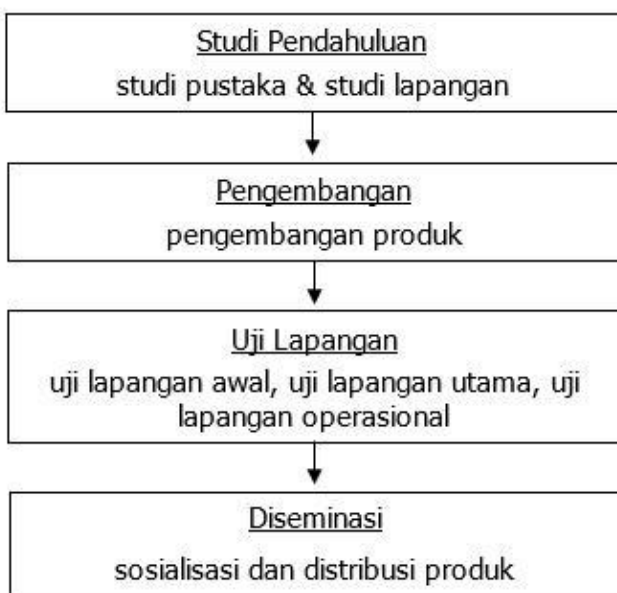 Studi Pendahuluan
studi pustaka & studi lapangan
Pengembangan
pengembangan produk
Uji Lapangan
uji lapangan awal, uji lapangan utama, uji
lapangan operasional
Diseminasi
sosialisasi dan distribusi produk